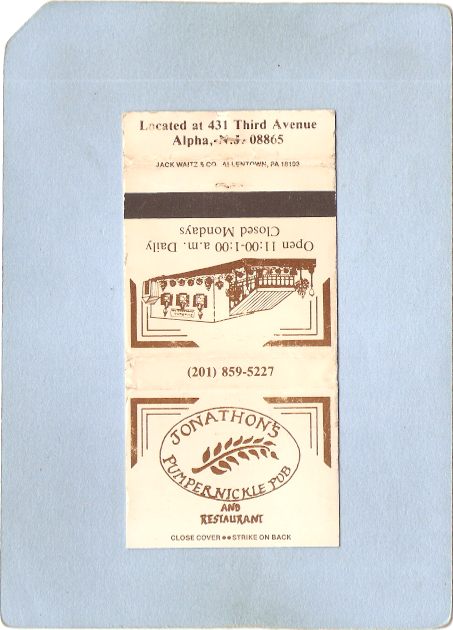 Located at 431 Third Avenue
Alpha, N.J. 08865
JACK WAITZ & CO. ALLENTOWN, PA 18103
Open 11:00-1:00 a.m. Daily
Closed Mondays
(201) 859-5227
JONATHON'S
PUMPERNICKLE PUB
AND
RESTAURANT
CLOSE COVER •• STRIKE ON BACK